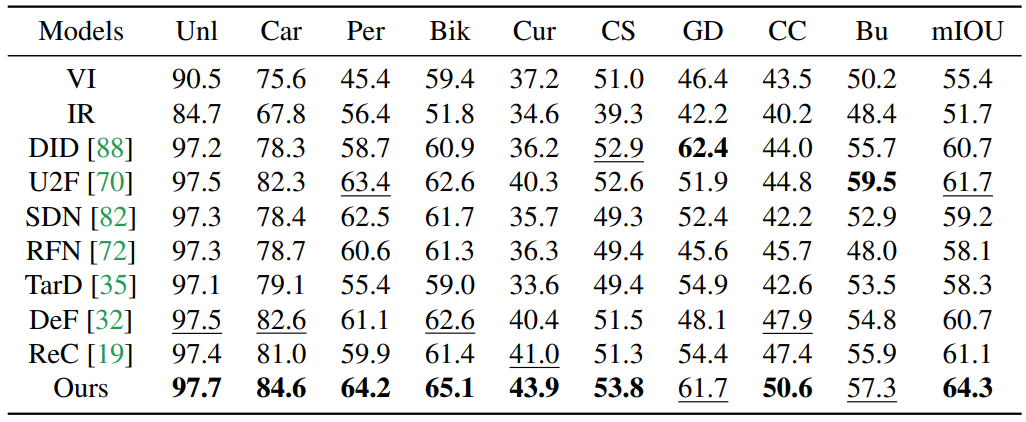 Models Unl Car Per Bik Cur CS GD CC Bu mIOU
VI 90.5 75.6 45.4 59.4 37.2 51.0 46.4 43.5 50.2 55.4
IR 84.7 67.8 56.4 51.8 34.6 39.3 42.2 40.2 48.4 51.7
DID [88] 97.2 78.3 58.7 60.9 36.2 52.9 62.4 44.0 55.7 60.7
U2F [70] 97.5 82.3 63.4 62.6 40.3 52.6 51.9 44.8 59.5 61.7
SDN [82] 97.3 78.4 62.5 61.7 35.7 49.3 52.4 42.2 52.9 59.2
RFN [72] 97.3 78.7 60.6 61.3 36.3 49.4 45.6 45.7 48.0 58.1
TarD [35] 97.1 79.1 55.4 59.0 33.6 49.4 54.9 42.6 53.5 58.3
DeF [32] 97.5 82.6 61.1 62.6 40.4 51.5 48.1 47.9 54.8 60.7
ReC [19] 97.4 81.0 59.9 61.4 41.0 51.3 54.4 47.4 55.9 61.1
Ours 97.7 84.6 64.2 65.1 43.9 53.8 61.7 50.6 57.3 64.3